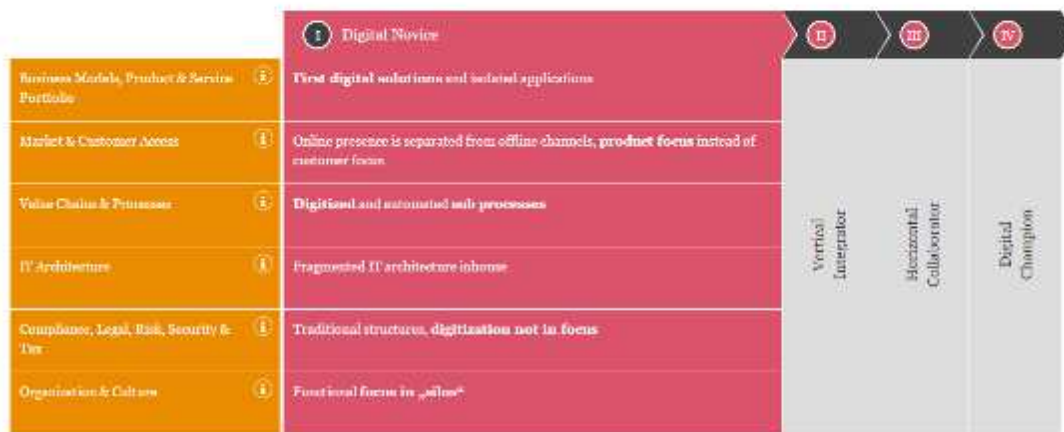 I Digital Novice
II
III
IV
Business Models, Product & Service
Portfolio
i
First digital solutions and isolated applications
Market & Customer Access
i
Online presence is separated from offline channels, product focus instead of
customer focus
Value Chains & Processes
i
Digitized and automated sub processes
IT Architecture
i
Fragmented IT architecture inhouse
Compliance, Legal, Risk, Security &
Tax
i
Traditional structures, digitization not in focus
Organization & Culture
i
Functional focus in „silos“
Vertical
Integrator
Horizontal
Collaborator
Digital
Champion